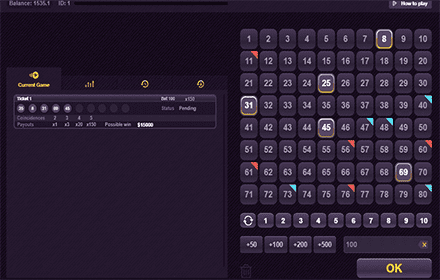 Balance: 1535.1 ID: 1
How to play
Current Game
Ticket 1 Bet 100 x150
25 8 31 69 45 Status Pending
Coincidences 2 3 4 5
Payouts x1 x3 x20 x150 Possible win $15000
1 2 3 4 5 6 7 8 9 10
11 12 13 14 15 16 17 18 19 20
21 22 23 24 25 26 27 28 29 30
31 32 33 34 35 36 37 38 39 40
41 42 43 44 45 46 47 48 49 50
51 52 53 54 55 56 57 58 59 60
61 62 63 64 65 66 67 68 69 70
71 72 73 74 75 76 77 78 79 80
1 2 3 4 5 6 7 8 9 10
+50 +100 +200 +500 100
OK